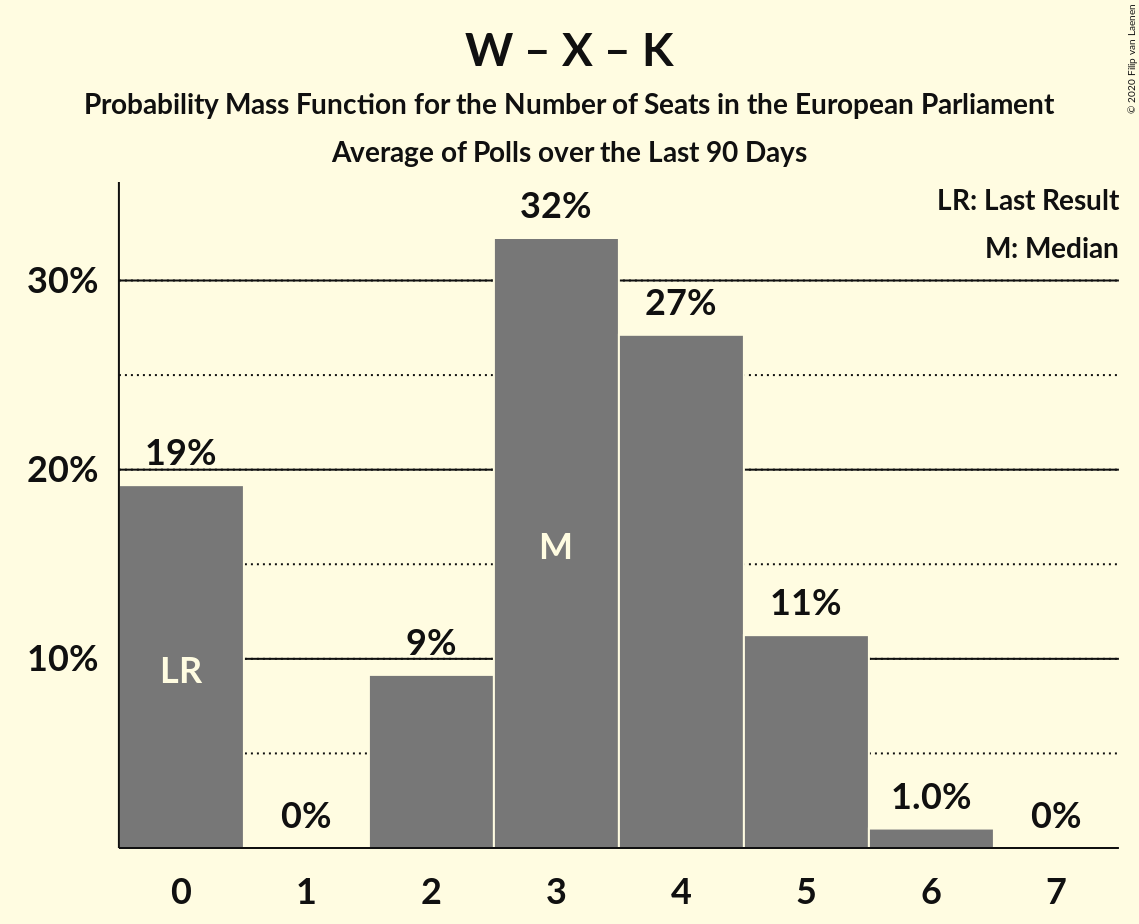 W – X – K
Probability Mass Function for the Number of Seats in the European Parliament
Average of Polls over the Last 90 Days
© 2020 Filip van Laenen
LR: Last Result
M: Median
30%
20%
10%
19%
0%
9%
32%
27%
11%
1.0%
0%
LR
M
0 1 2 3 4 5 6 7